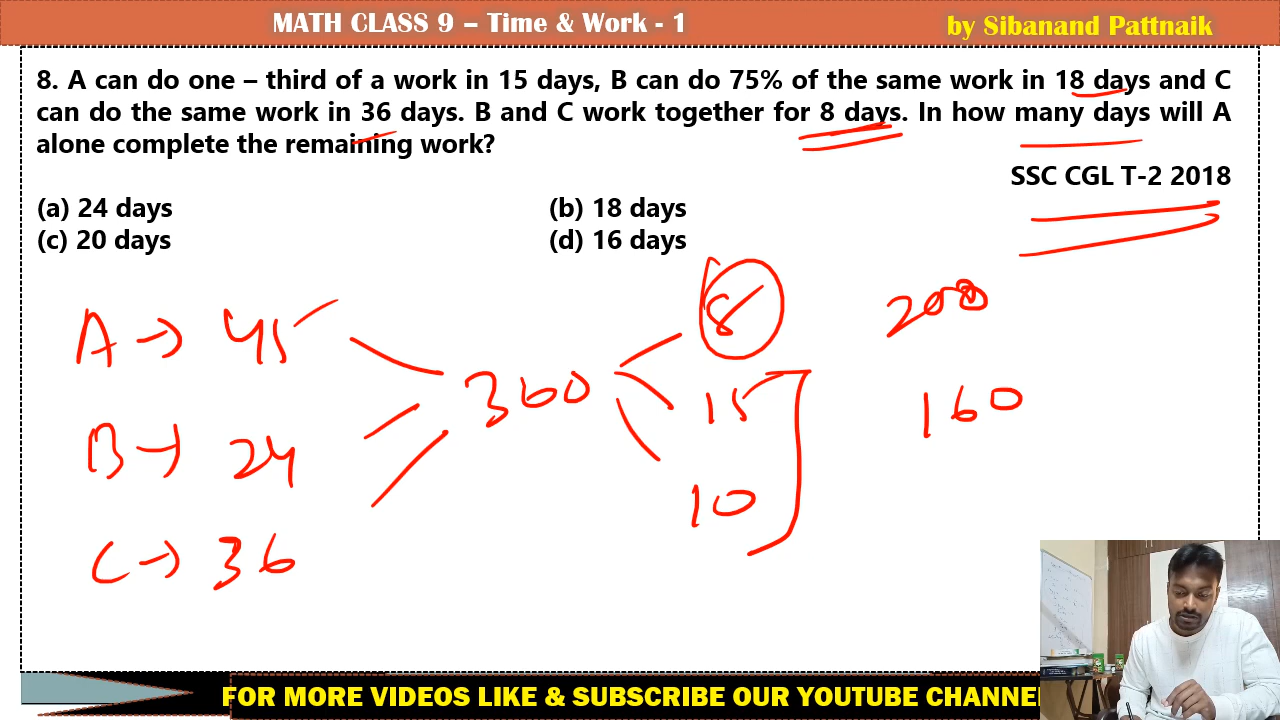 MATH CLASS 9 – Time & Work - 1
by Sibanand Pattnaik
8. A can do one – third of a work in 15 days, B can do 75% of the same work in 18 days and C
can do the same work in 36 days. B and C work together for 8 days. In how many days will A
alone complete the remaining work?
SSC CGL T-2 2018
(a) 24 days
(b) 18 days
(c) 20 days
(d) 16 days
A → 45
B → 24
C → 36
360
8
15
10
200
160
FOR MORE VIDEOS LIKE & SUBSCRIBE OUR YOUTUBE CHANNEL